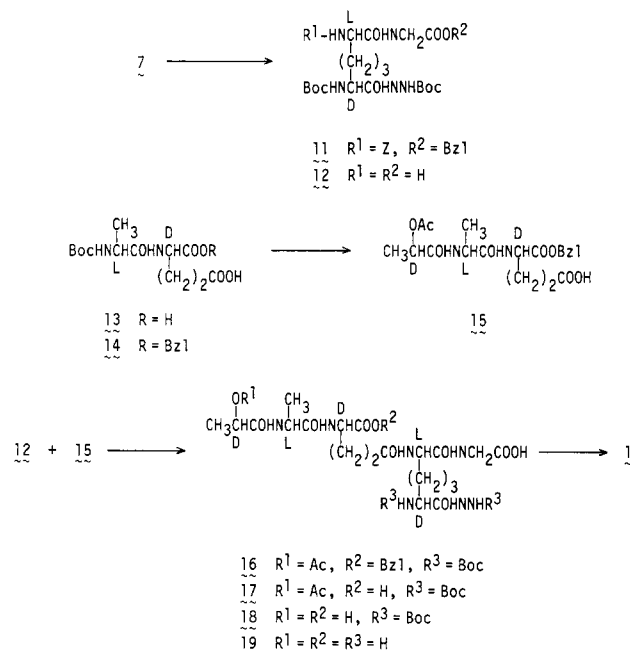 L
R¹-HNCHCOHNCH₂COOR²
7
(CH₂)₃
BocHNCHCOHNNHBoc
D
11 R¹ = Z, R² = Bzl
12 R¹ = R² = H
CH₃ D
BocHNCHCOHNCHCOOR
L (CH₂)₂COOH
13 R = H
14 R = Bzl
OAc CH₃ D
CH₃CHCOHNCHCOHNCHCOOBzl
D L (CH₂)₂COOH
15
OR¹ CH₃ D
CH₃CHCOHNCHCOHNCHCOOR²
D L L
12 + 15
(CH₂)₂COHNCHCOHNCH₂COOH
1
(CH₂)₃
R³HNCHCOHNNHR³
D
16 R¹ = Ac, R² = Bzl, R³ = Boc
17 R¹ = Ac, R² = H, R³ = Boc
18 R¹ = R² = H, R³ = Boc
19 R¹ = R² = R³ = H